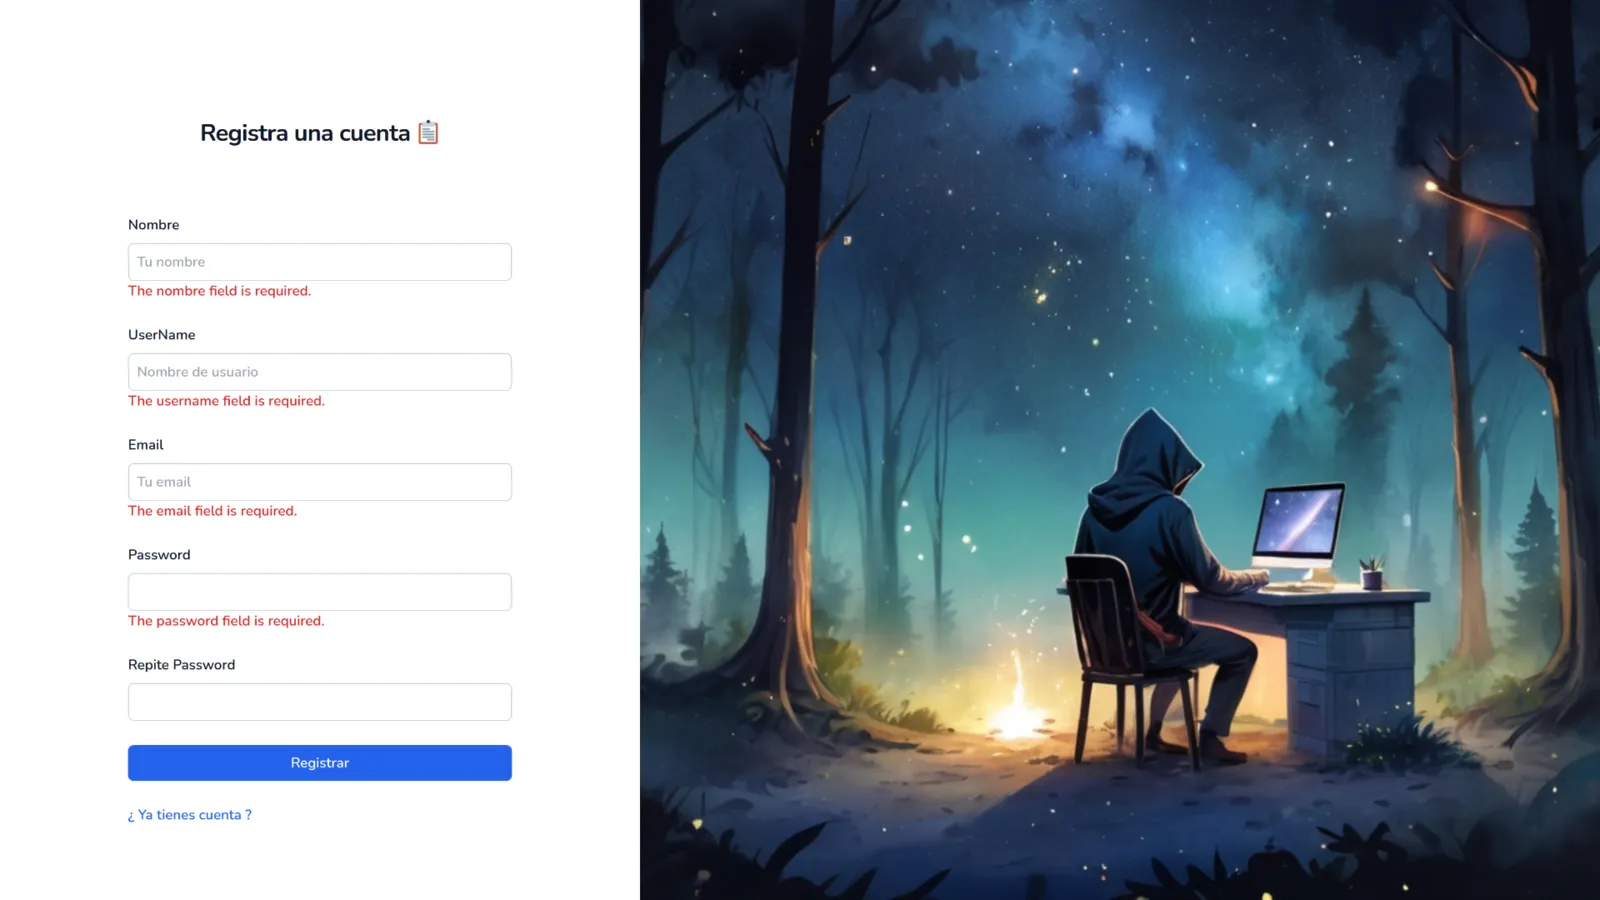 Registra una cuenta 📋
Nombre
Tu nombre
The nombre field is required.
UserName
Nombre de usuario
The username field is required.
Email
Tu email
The email field is required.
Password
The password field is required.
Repite Password
Registrar
¿ Ya tienes cuenta ?